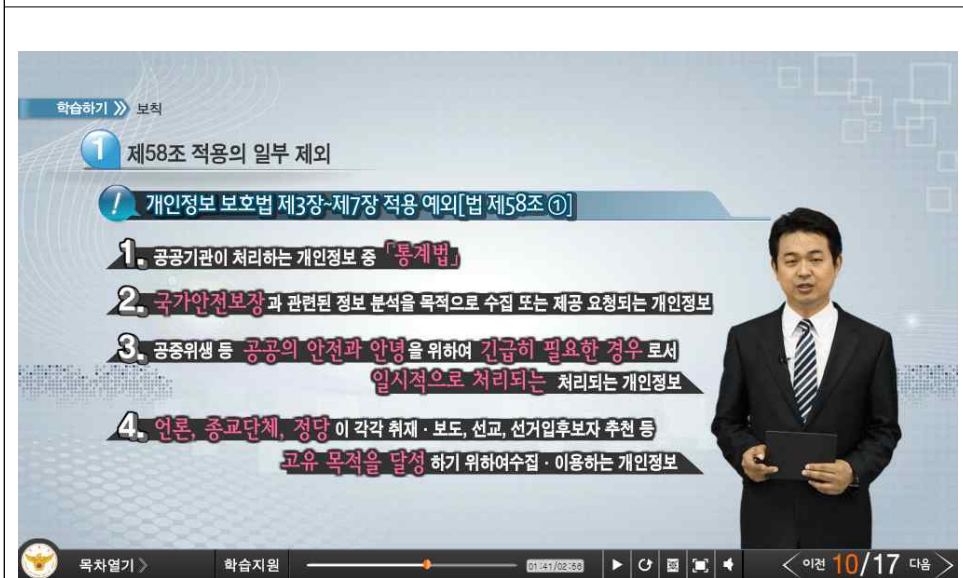 학습하기 》 보칙
1 제58조 적용의 일부 제외
! 개인정보 보호법 제3장~제7장 적용 예외[법 제58조 ①]
1. 공공기관이 처리하는 개인정보 중 「통계법」
2. 국가안전보장과 관련된 정보 분석을 목적으로 수집 또는 제공 요청되는 개인정보
3. 공중위생 등 공공의 안전과 안녕을 위하여 긴급히 필요한 경우로서
일시적으로 처리되는 처리되는 개인정보
4. 언론, 종교단체, 정당이 각각 취재·보도, 선교, 선거입후보자 추천 등
고유 목적을 달성하기 위하여수집·이용하는 개인정보
목차열기 〉 학습지원 01:41/02:56 〈 이전 10/17 다음 〉